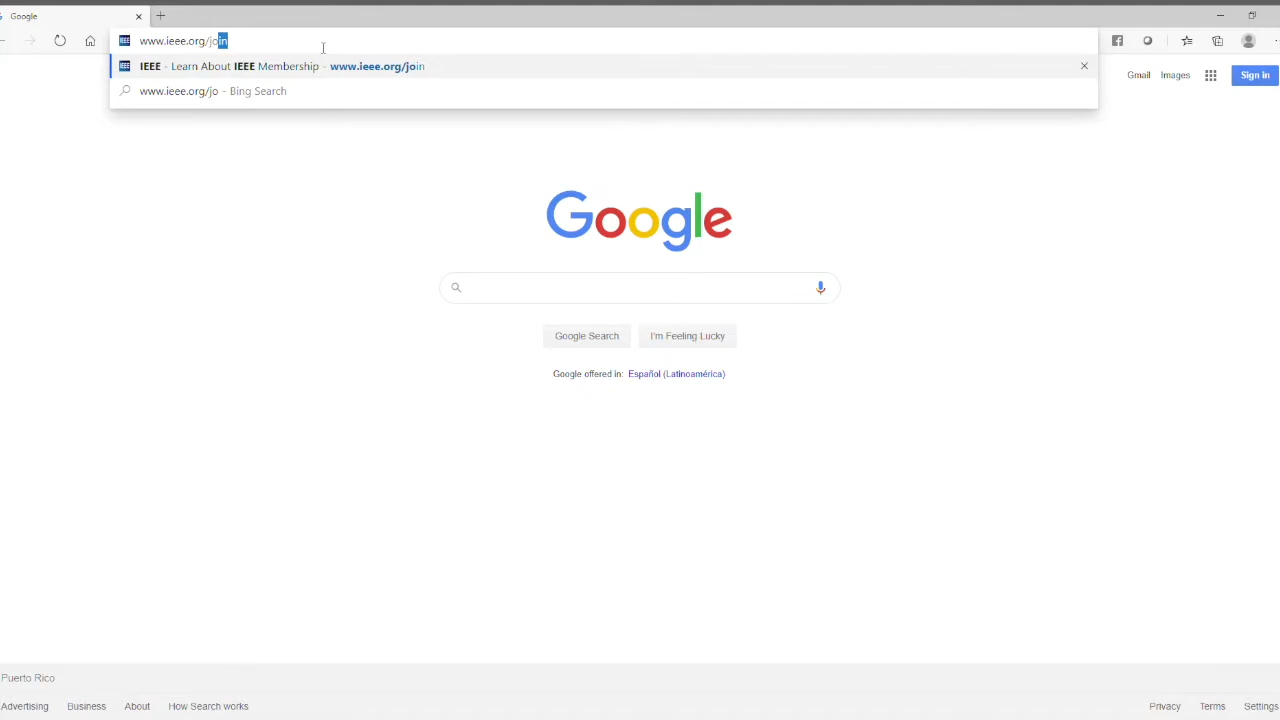 Google
www.ieee.org/join
IEEE - Learn About IEEE Membership - www.ieee.org/join
www.ieee.org/jo - Bing Search
Gmail Images Sign in
Google
Google Search I'm Feeling Lucky
Google offered in: Español (Latinoamérica)
Puerto Rico
Advertising Business About How Search works Privacy Terms Settings